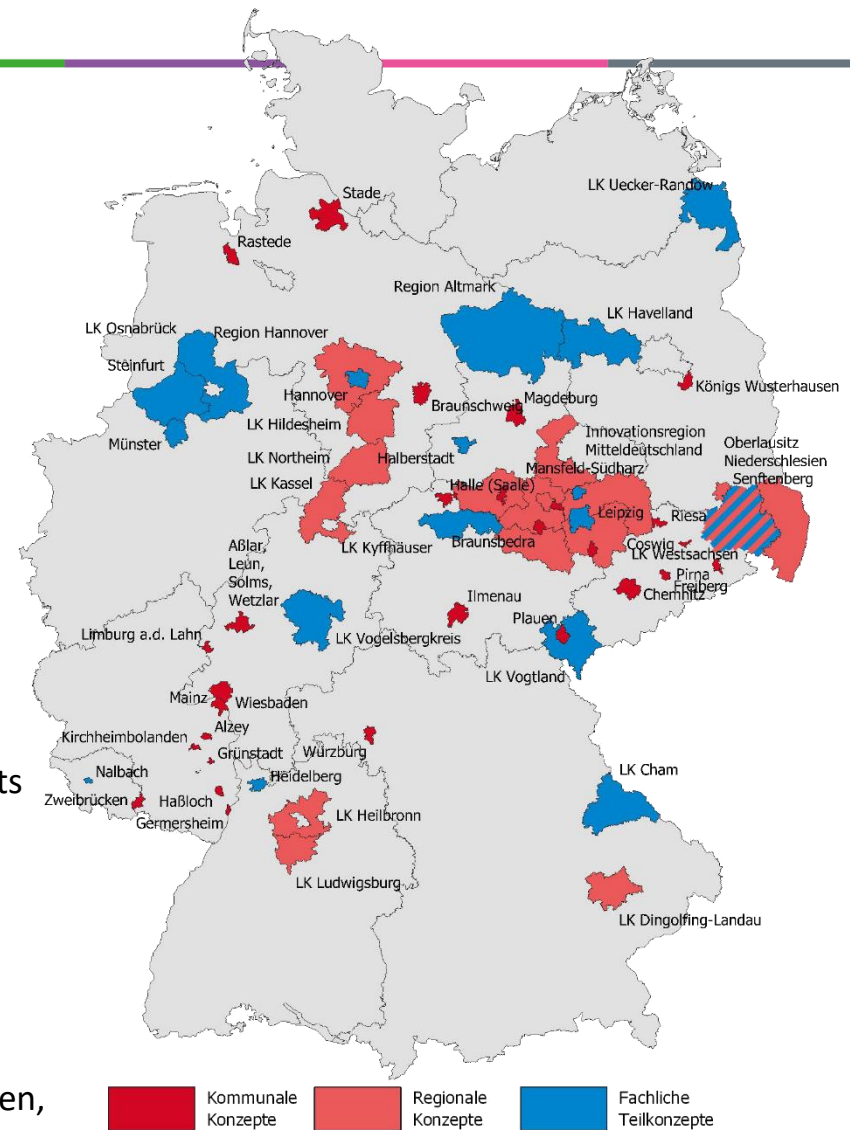 LK Uecker-Randow
Stade
Rastede
Region Altmark
LK Havelland
LK Osnabrück
Region Hannover
Steinfurt
Königs Wusterhausen
Hannover
Braunschweig
Magdeburg
LK Hildesheim
Innovationsregion
Mitteldeutschland
Münster
Oberlausitz
Niederschlesien
Senftenberg
LK Northeim
Halberstadt
Mansfeld-Südharz
LK Kassel
Halle (Saale)
Leipzig
Riesa
LK Kyffhäuser
Braunsbedra
Coswig
LK Westsachsen
Aßlar,
Leun,
Solms,
Wetzlar
Pirna
Freiberg
Chemnitz
Ilmenau
Plauen
Limburg a.d. Lahn
LK Vogelsbergkreis
LK Vogtland
Mainz
Wiesbaden
Alzey
Kirchheimbolanden
Grünstadt
Würzburg
Nalbach
Heidelberg
LK Cham
ts
Zweibrücken
Haßloch
Germersheim
LK Heilbronn
LK Ludwigsburg
LK Dingolfing-Landau
en,
Kommunale
Konzepte
Regionale
Konzepte
Fachliche
Teilkonzepte